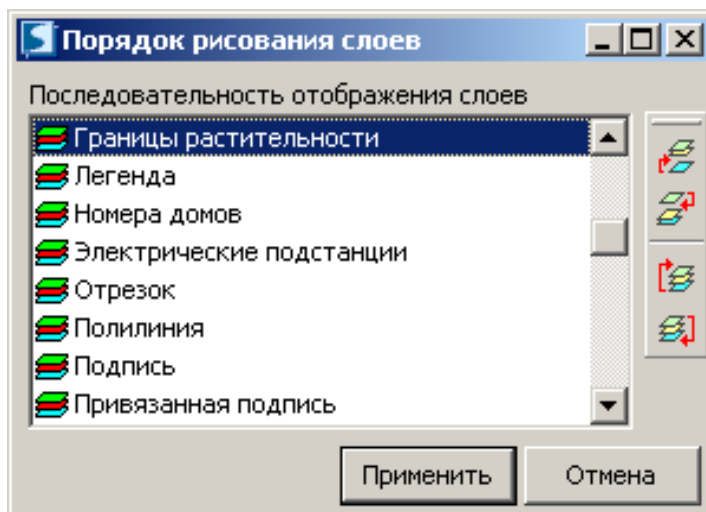 Порядок рисования слоев
Последовательность отображения слоев
Границы растительности
Легенда
Номера домов
Электрические подстанции
Отрезок
Полилиния
Подпись
Привязанная подпись
Применить
Отмена